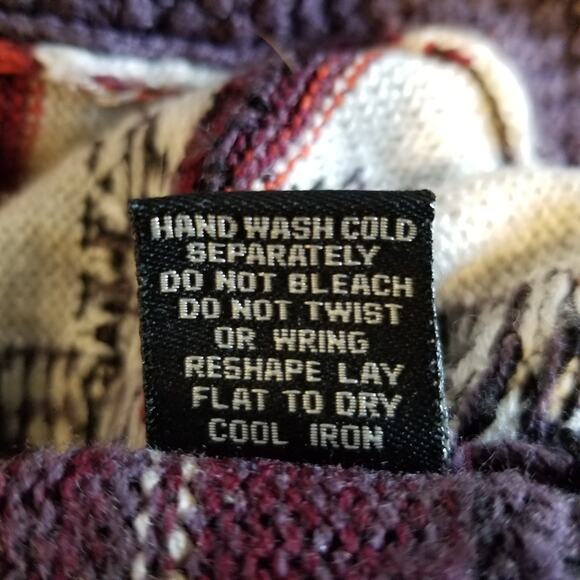 HAND WASH COLD
SEPARATELY
DO NOT BLEACH
DO NOT TWIST
OR WRING
RESHAPE LAY
FLAT TO DRY
COOL IRON